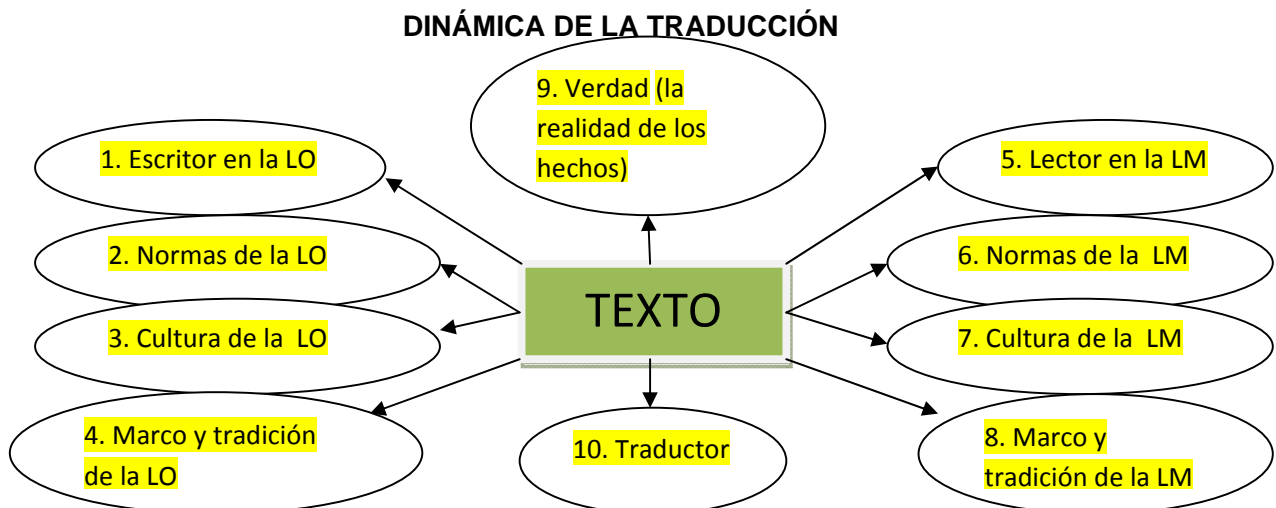 DINÁMICA DE LA TRADUCCIÓN
9. Verdad (la
realidad de los
hechos)
1. Escritor en la LO
2. Normas de la LO
3. Cultura de la LO
4. Marco y tradición
de la LO
TEXTO
10. Traductor
5. Lector en la LM
6. Normas de la LM
7. Cultura de la LM
8. Marco y
tradición de la LM